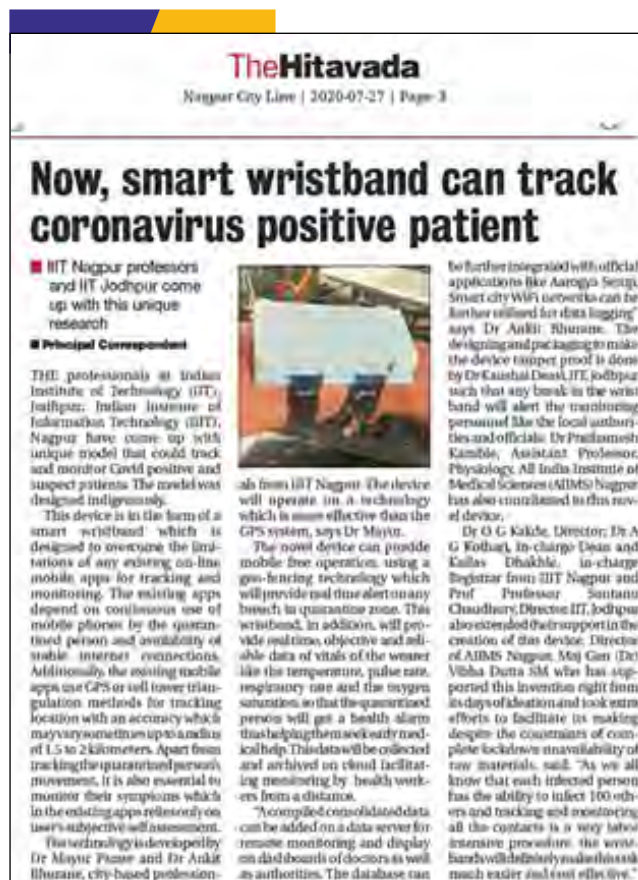 TheHitavada
Nagpur City Line | 2020-07-27 | Page- 3
Now, smart wristband can track
coronavirus positive patient
IIIT Nagpur professors
and IIT Jodhpur come
up with this unique
research
Principal Correspondent
THE professionals at Indian
Institute of Technology (IIT),
Jodhpur, Indian Institute of
Information Technology (IIIT),
Nagpur have come up with
unique model that could track
and monitor Covid positive and
suspect patients. The model was
designed indigenously.
This device is in the form of a
smart wristband which is
designed to overcome the limi-
tations of any existing on-line
mobile apps for tracking and
monitoring. The existing apps
depend on continuous use of
mobile phones by the quaran-
tined person and availability of
stable internet connections.
Additionally, the existing mobile
apps use GPS or cell tower trian-
gulation methods for tracking
location with an accuracy which
may vary sometimes upto a radius
of 1.5 to 2 kilometers. Apart from
tracking the quarantined person's
movement, it is also essential to
monitor their symptoms which
in the existing apps relies only on
user's subjective self assessment.
The technology is developed by
Dr Mayur Parate and Dr Ankit
Bhurane, city-based profession-
als from IIIT Nagpur. The device
will operate on a technology
which is more effective than the
GPS system, says Dr Mayur.
The novel device can provide
mobile free operation, using a
geo-fencing technology which
will provide real time alert on any
breach in quarantine zone. This
wristband, in addition, will pro-
vide real time, objective and reli-
able data of vitals of the wearer
like the temperature, pulse rate,
respiratory rate and the oxygen
saturation, so that the quarantined
person will get a health alarm
thus helping them seek early med-
ical help. This data will be collected
and archived on cloud facilitat-
ing monitoring by health work-
ers from a distance.
"A compiled consolidated data
can be added on a data server for
remote monitoring and display
on dashboards of doctors as well
as authorities. The database can
be further integrated with official
applications like Aarogya Setup.
Smart city WiFi networks can be
further utilised for data logging"
says Dr Ankit Bhurane. The
designing and packaging to make
the device tamper proof is done
by Dr Kaushal Desai, IIT, Jodhpur
such that any break in the wrist
band will alert the monitoring
personnel like the local authori-
ties and officials. Dr Prathamesh
Kamble, Assistant Professor,
Physiology, All India Institute of
Medical Sciences (AIIMS) Nagpur
has also contributed to this nov-
el device.
Dr O G Kakde, Director; Dr A
G Kothari, in-charge Dean and
Kailas Dhakhle, in-charge
Registrar from IIIT Nagpur and
Prof Professor Santanu
Chaudhury, Director, IIT, Jodhpur
also extended their support in the
creation of this device. Director
of AIIMS Nagpur, Maj Gen (Dr)
Vibha Dutta SM who has sup-
ported this invention right from
its days of ideation and took extra
efforts to facilitate its making
despite the constraints of com-
plete lockdown unavailability of
raw materials, said, "As we all
know that each infected person
has the ability to infect 100 oth-
ers and tracking and monitoring
all the contacts is a very labor
intensive procedure, the wrist-
bands will definitely make this task
much easier and cost effective."